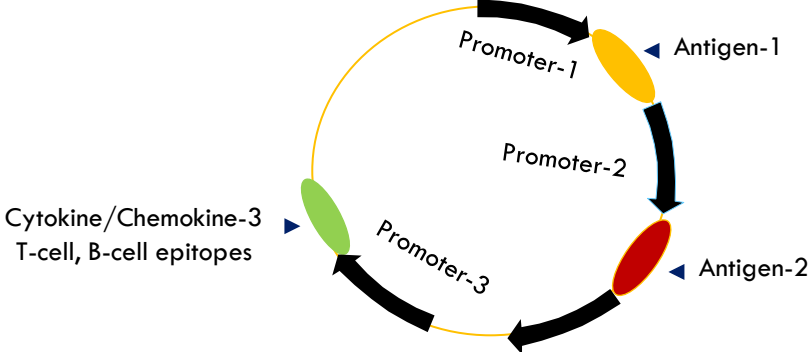 Promoter-1
Antigen-1
Promoter-2
Cytokine/Chemokine-3
T-cell, B-cell epitopes
Promoter-3
Antigen-2